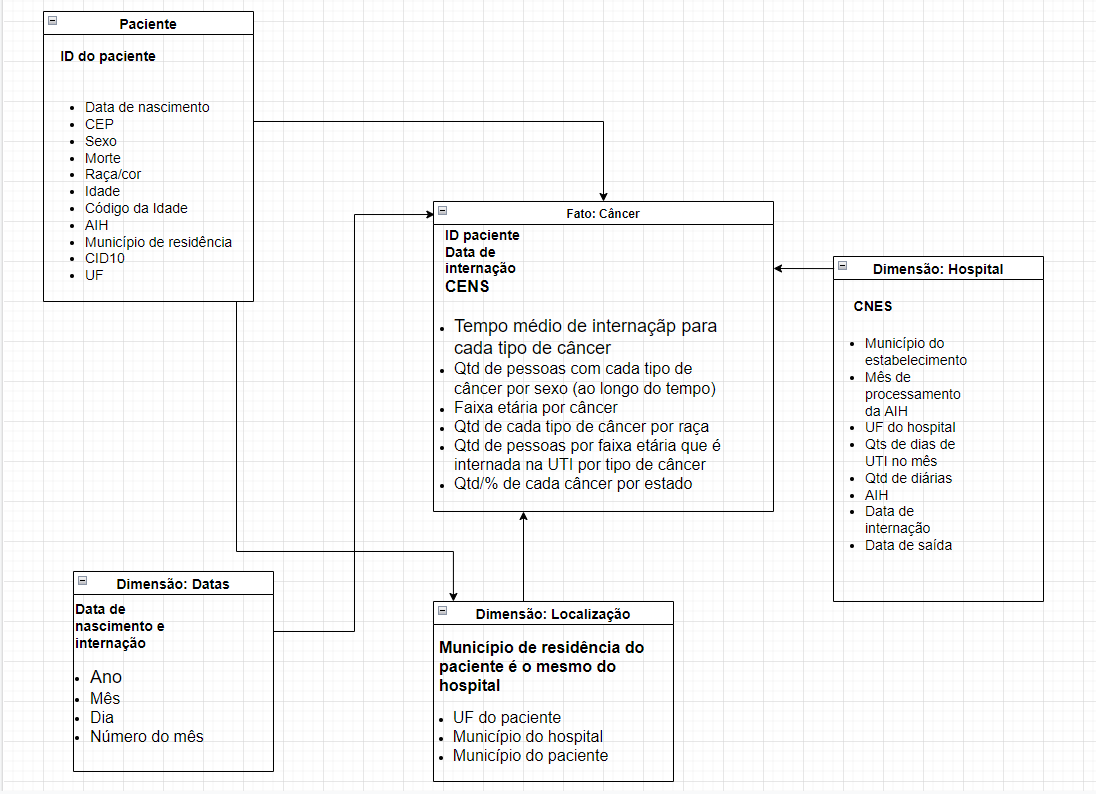 Paciente
ID do paciente
Data de nascimento
CEP
Sexo
Morte
Raça/cor
Idade
Código da Idade
AIH
Município de residência
CID10
UF
Fato: Câncer
ID paciente
Data de
internação
CENS
Tempo médio de internaçãp para
cada tipo de câncer
Qtd de pessoas com cada tipo de
câncer por sexo (ao longo do tempo)
Faixa etária por câncer
Qtd de cada tipo de câncer por raça
Qtd de pessoas por faixa etária que é
internada na UTI por tipo de câncer
Qtd/% de cada câncer por estado
Dimensão: Hospital
CNES
Município do
estabelecimento
Mês de
processamento
da AIH
UF do hospital
Qts de dias de
UTI no mês
Qtd de diárias
AIH
Data de
internação
Data de saída
Dimensão: Datas
Data de
nascimento e
internação
Ano
Mês
Dia
Número do mês
Dimensão: Localização
Município de residência do
paciente é o mesmo do
hospital
UF do paciente
Município do hospital
Município do paciente